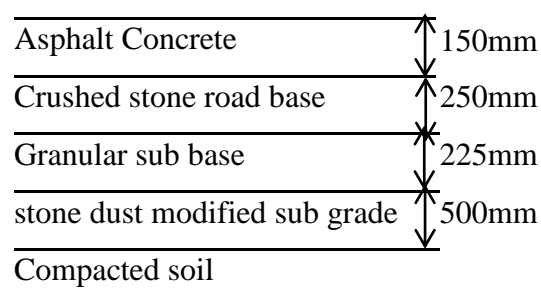 Asphalt Concrete 150mm
Crushed stone road base 250mm
Granular sub base 225mm
stone dust modified sub grade 500mm
Compacted soil